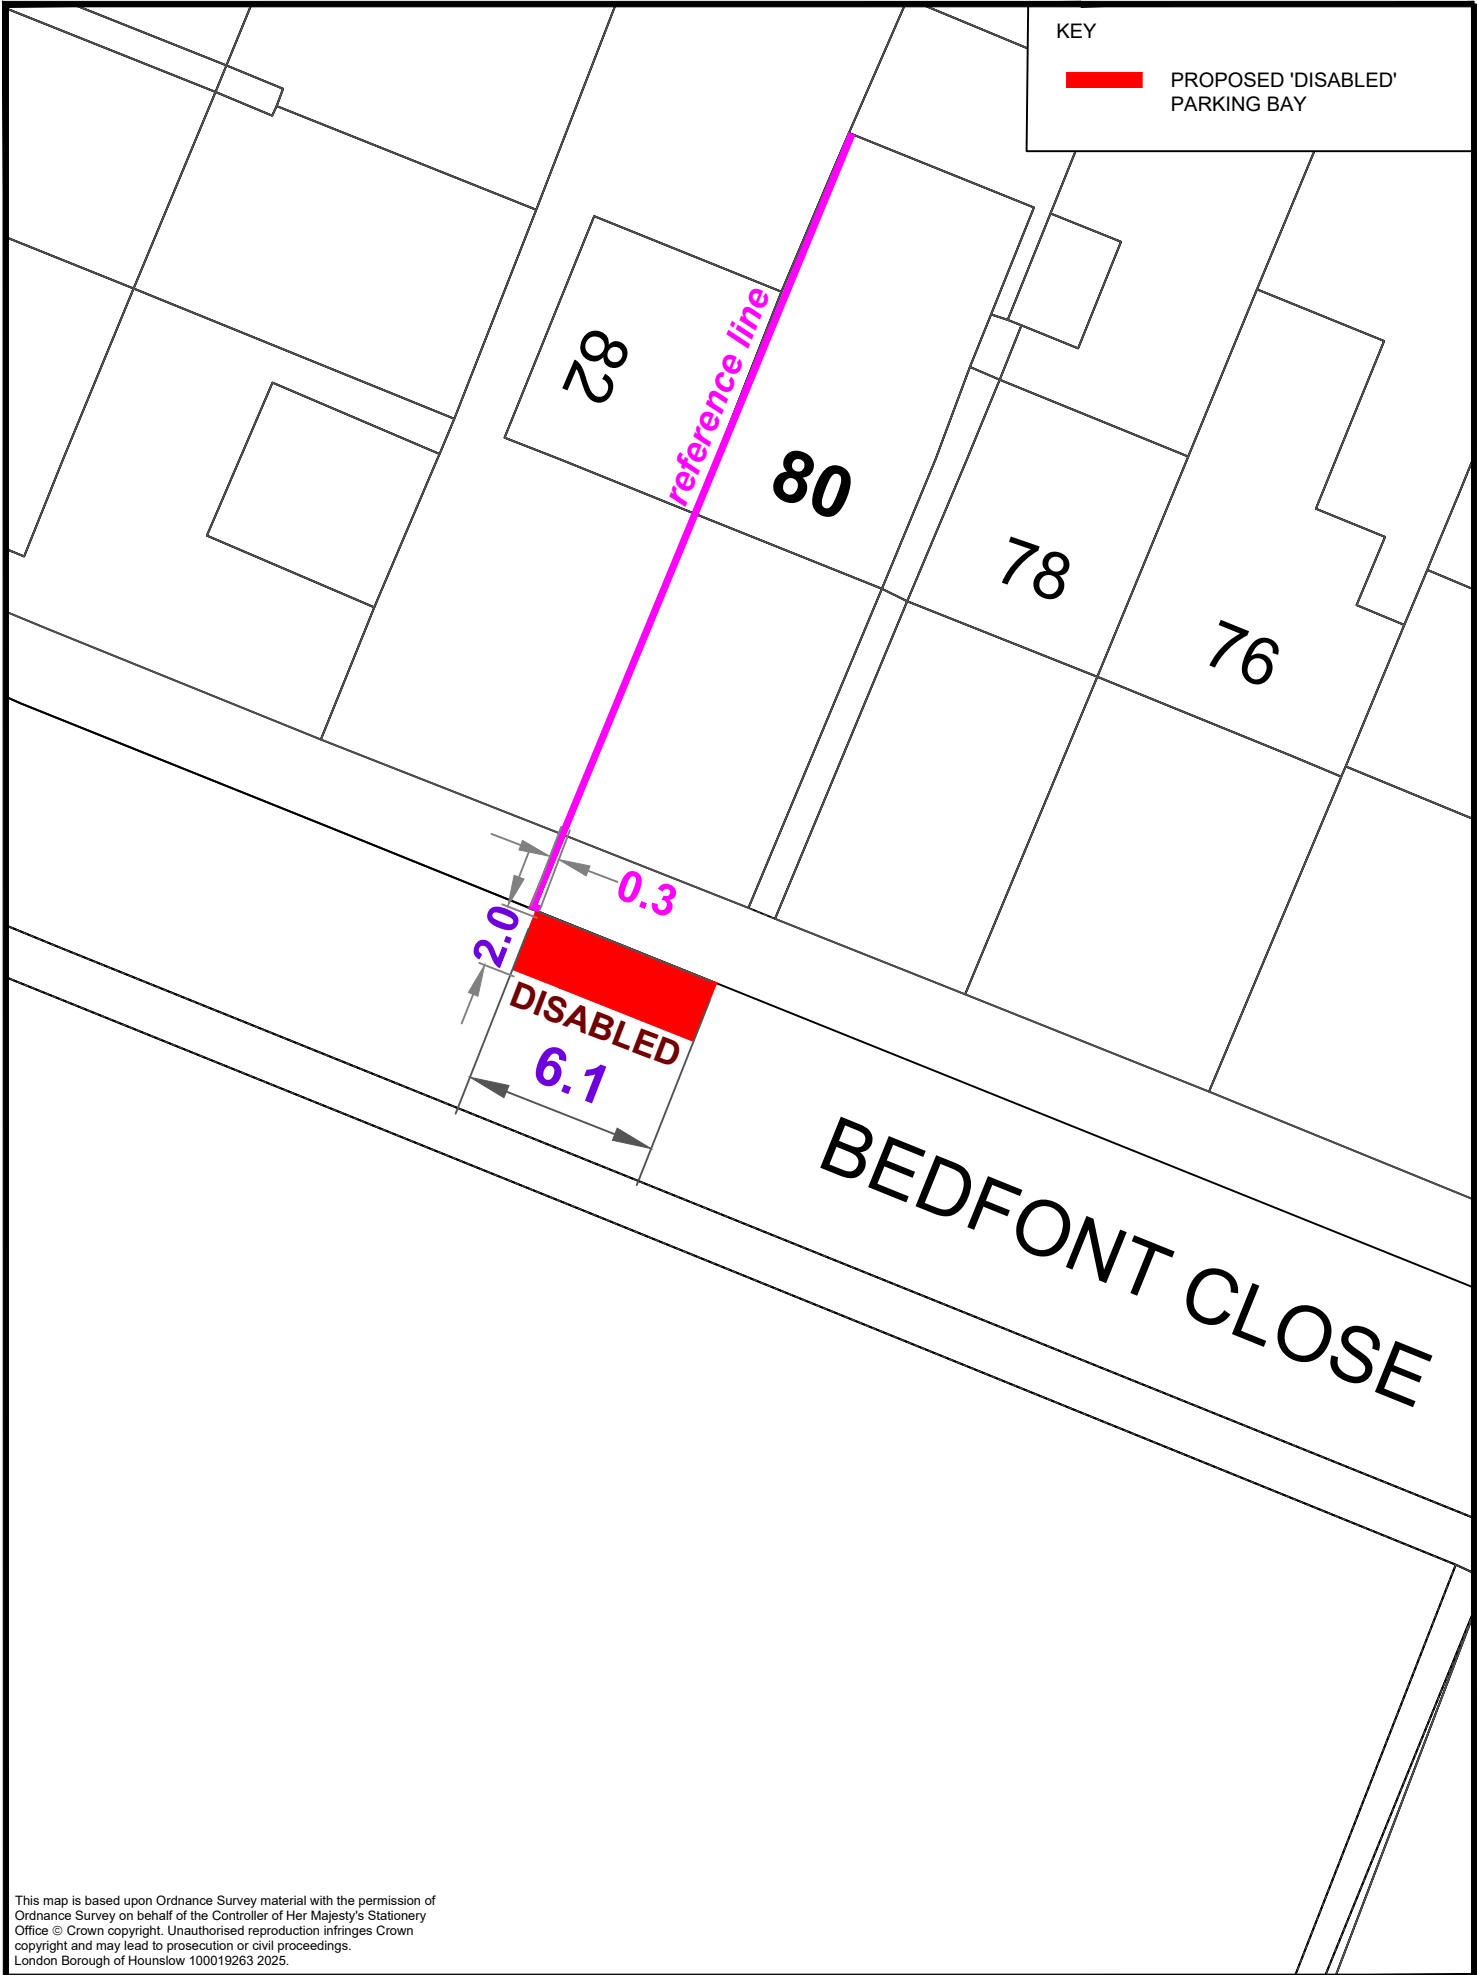 KEY
PROPOSED 'DISABLED'
PARKING BAY
82
reference line
80
78
76
0.3
2.0
DISABLED
6.1
BEDFONT CLOSE
This map is based upon Ordnance Survey material with the permission of
Ordnance Survey on behalf of the Controller of Her Majesty's Stationery
Office © Crown copyright. Unauthorised reproduction infringes Crown
copyright and may lead to prosecution or civil proceedings.
London Borough of Hounslow 100019263 2025.